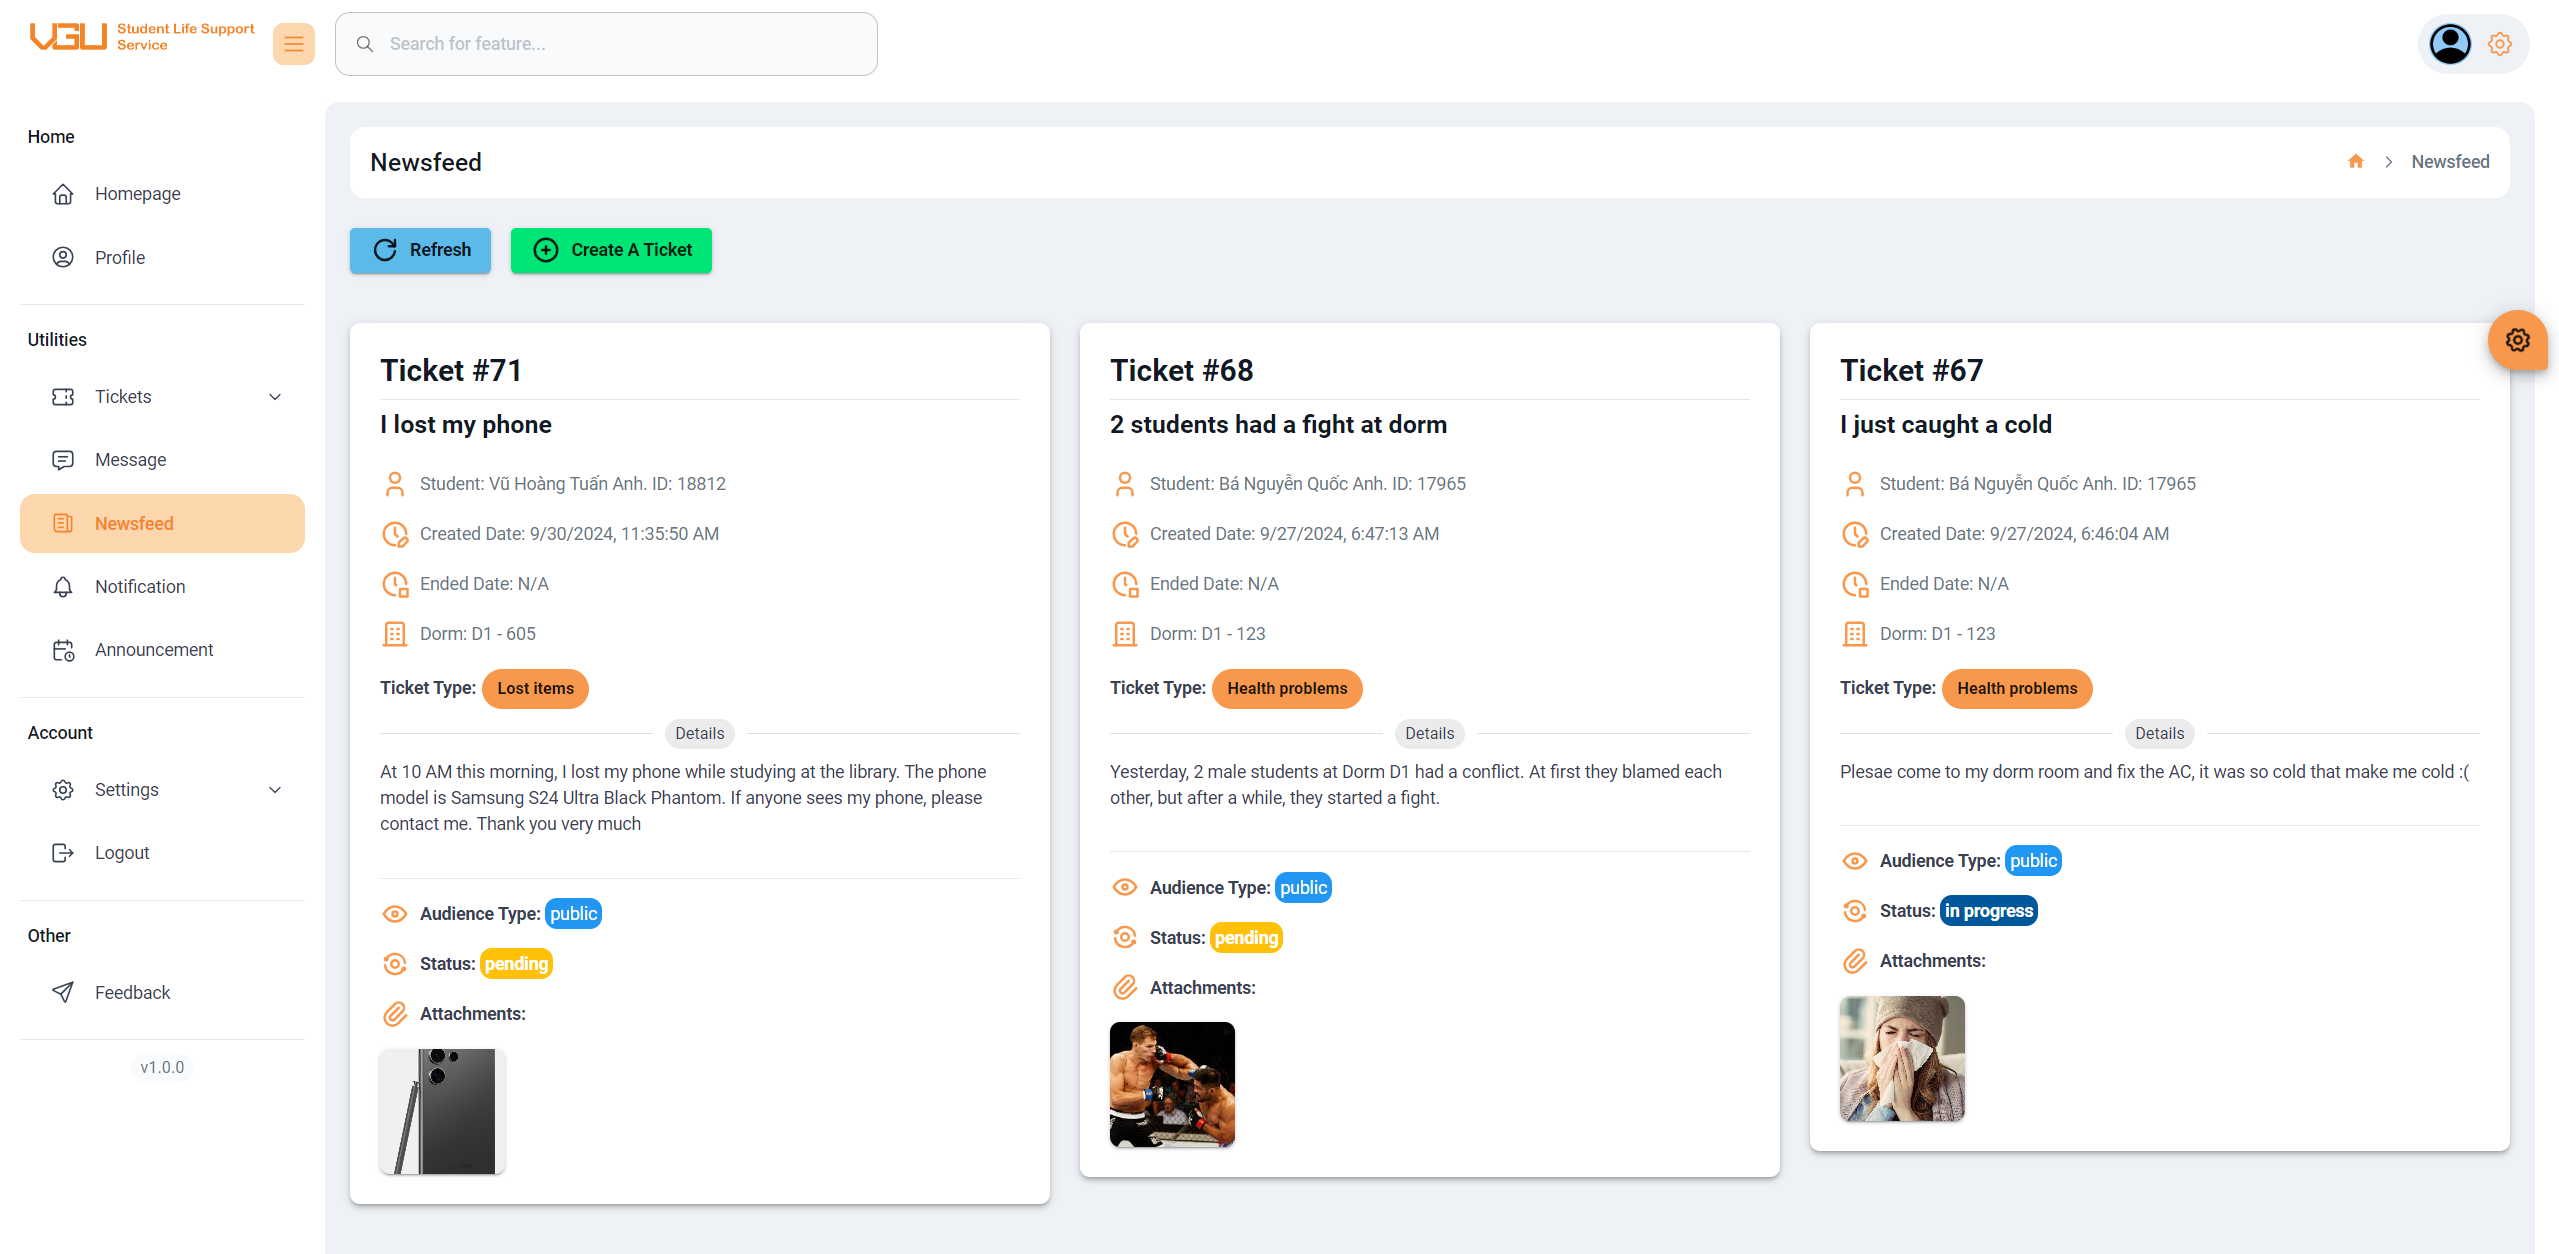 VGU
Student Life Support
Service
Search for feature...
Home
Homepage
Profile
Utilities
Tickets
Message
Newsfeed
Notification
Announcement
Account
Settings
Logout
Other
Feedback
v1.0.0
Newsfeed
Newsfeed
Refresh
Create A Ticket
Ticket #71
I lost my phone
Student: Vũ Hoàng Tuấn Anh. ID: 18812
Created Date: 9/30/2024, 11:35:50 AM
Ended Date: N/A
Dorm: D1 - 605
Ticket Type: Lost items
Details
At 10 AM this morning, I lost my phone while studying at the library. The phone
model is Samsung S24 Ultra Black Phantom. If anyone sees my phone, please
contact me. Thank you very much
Audience Type: public
Status: pending
Attachments:
Ticket #68
2 students had a fight at dorm
Student: Bá Nguyễn Quốc Anh. ID: 17965
Created Date: 9/27/2024, 6:47:13 AM
Ended Date: N/A
Dorm: D1 - 123
Ticket Type: Health problems
Details
Yesterday, 2 male students at Dorm D1 had a conflict. At first they blamed each
other, but after a while, they started a fight.
Audience Type: public
Status: pending
Attachments:
Ticket #67
I just caught a cold
Student: Bá Nguyễn Quốc Anh. ID: 17965
Created Date: 9/27/2024, 6:46:04 AM
Ended Date: N/A
Dorm: D1 - 123
Ticket Type: Health problems
Details
Plesae come to my dorm room and fix the AC, it was so cold that make me cold :(
Audience Type: public
Status: in progress
Attachments: